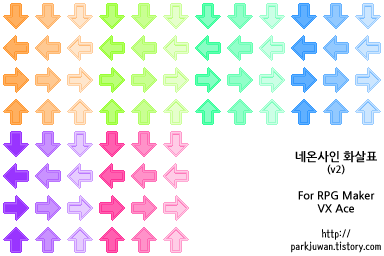 네온사인 화살표
(v2)
For RPG Maker
VX Ace
http://
parkjuwan.tistory.com